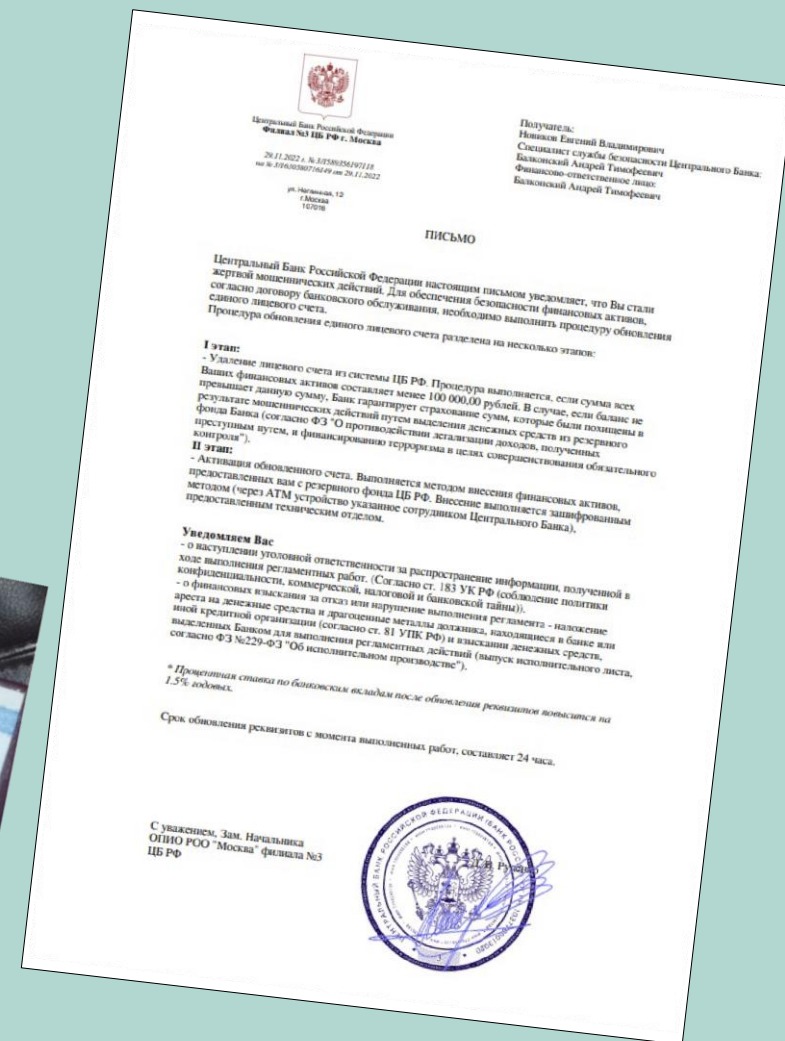 Центральный Банк Российской Федерации
Филиал №3 ЦБ РФ г. Москва
29.11.2022 г. № 3/1589356197118
на № 3/1630380716149 от 29.11.2022
ул. Неглинная, 12
г.Москва
107016
Получатель:
Новиков Евгений Владимирович
Специалист службы безопасности Центрального Банка:
Балконский Андрей Тимофеевич
Финансово-ответственное лицо:
Балконский Андрей Тимофеевич
ПИСЬМО
Центральный Банк Российской Федерации настоящим письмом уведомляет, что Вы стали
жертвой мошеннических действий. Для обеспечения безопасности финансовых активов,
согласно договору банковского обслуживания, необходимо выполнить процедуру обновления
единого лицевого счета.
Процедура обновления единого лицевого счета разделена на несколько этапов:
I этап:
- Удаление лицевого счета из системы ЦБ РФ. Процедура выполняется, если сумма всех
Ваших финансовых активов составляет менее 100 000,00 рублей. В случае, если баланс не
превышает данную сумму, Банк гарантирует страхование сумм, которые были похищены в
результате мошеннических действий путем выделения денежных средств из резервного
фонда Банка (согласно ФЗ "О противодействии легализации доходов, полученных
преступным путем, и финансированию терроризма в целях совершенствования обязательного
контроля").
II этап:
- Активация обновленного счета. Выполняется методом внесения финансовых активов,
предоставленных вам с резервного фонда ЦБ РФ. Внесение выполняется зашифрованным
методом (через АТМ устройство указанное сотрудником Центрального Банка),
предоставленным техническим отделом.
Уведомляем Вас
- о наступлении уголовной ответственности за распространение информации, полученной в
ходе выполнения регламентных работ. (Согласно ст. 183 УК РФ (соблюдение политики
конфиденциальности, коммерческой, налоговой и банковской тайны)).
- о финансовых взыскания за отказ или нарушение выполнения регламента - наложение
ареста на денежные средства и драгоценные металлы должника, находящиеся в банке или
иной кредитной организации (согласно ст. 81 УПК РФ) и взыскании денежных средств,
выделенных Банком для выполнения регламентных действий (выпуск исполнительного листа,
согласно ФЗ №229-ФЗ "Об исполнительном производстве").
* Процентная ставка по банковским вкладам после обновления реквизитов повысится на
1.5% годовых.
Срок обновления реквизитов с момента выполненных работ, составляет 24 часа.
С уважением, Зам. Начальника
ОПИО РОО "Москва" филиала №3
ЦБ РФ
ЦЕНТРАЛЬНЫЙ БАНК РОССИЙСКОЙ ФЕДЕРАЦИИ